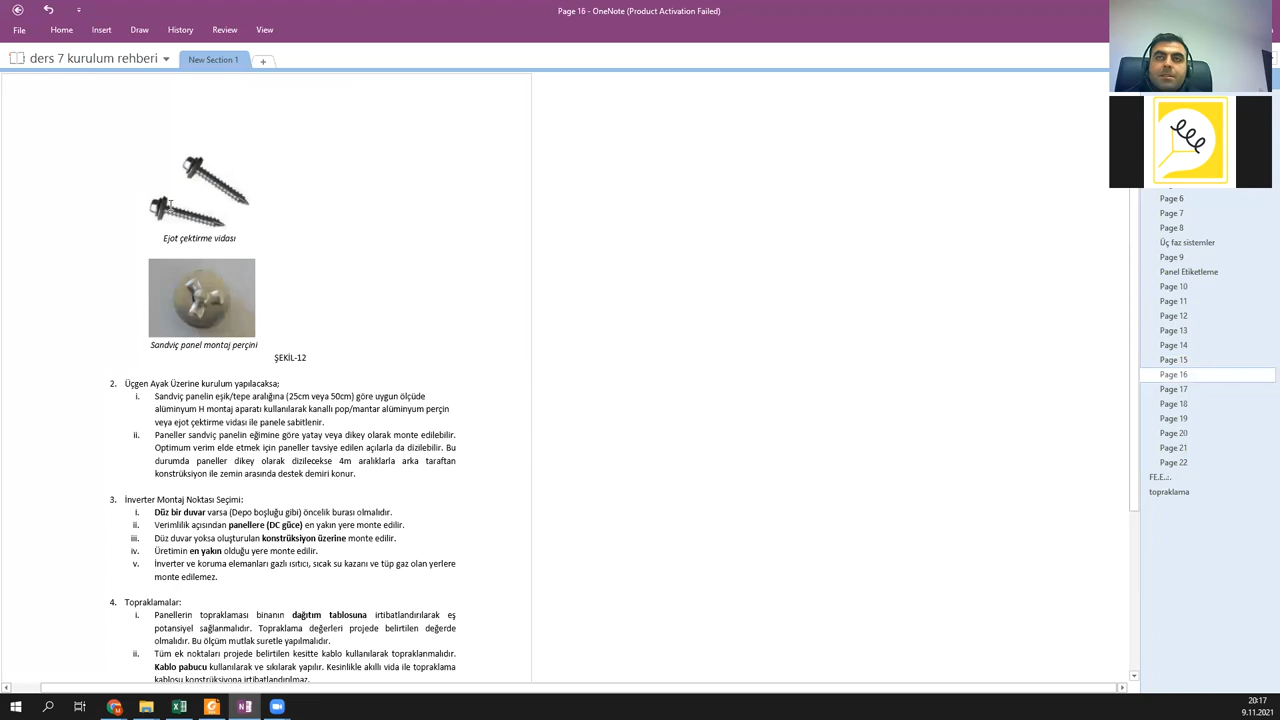 Page 16 - OneNote (Product Activation Failed)
File
Home
Insert
Draw
History
Review
View
ders 7 kurulum rehberi
New Section 1
Ejot çektirme vidası
Sandviç panel montaj perçini
ŞEKİL-12
2. Üçgen Ayak Üzerine kurulum yapılacaksa;
i. Sandviç panelin eşik/tepe aralığına (25cm veya 50cm) göre uygun ölçüde
alüminyum H montaj aparatı kullanılarak kanallı pop/mantar alüminyum perçin
veya ejot çektirme vidası ile panele sabitlenir.
ii. Paneller sandviç panelin eğimine göre yatay veya dikey olarak monte edilebilir.
Optimum verim elde etmek için paneller tavsiye edilen açılarla da dizilebilir. Bu
durumda paneller dikey olarak dizilecekse 4m aralıklarla arka taraftan
konstrüksiyon ile zemin arasında destek demiri konur.
3. İnverter Montaj Noktası Seçimi:
i. Düz bir duvar varsa (Depo boşluğu gibi) öncelik burası olmalıdır.
ii. Verimlilik açısından panellere (DC güce) en yakın yere monte edilir.
iii. Düz duvar yoksa oluşturulan konstrüksiyon üzerine monte edilir.
iv. Üretimin en yakın olduğu yere monte edilir.
v. İnverter ve koruma elemanları gazlı ısıtıcı, sıcak su kazanı ve tüp gaz olan yerlere
monte edilemez.
4. Topraklamalar:
i. Panellerin topraklaması binanın dağıtım tablosuna irtibatlandırılarak eş
potansiyel sağlanmalıdır. Topraklama değerleri projede belirtilen değerde
olmalıdır. Bu ölçüm mutlak suretle yapılmalıdır.
ii. Tüm ek noktaları projede belirtilen kesitte kablo kullanılarak topraklanmalıdır.
Kablo pabucu kullanılarak ve sıkılarak yapılır. Kesinlikle akıllı vida ile topraklama
kablosu konstrüksiyona irtibatlandırılmaz.
Page 6
Page 7
Page 8
Üç faz sistemler
Page 9
Panel Etiketleme
Page 10
Page 11
Page 12
Page 13
Page 14
Page 15
Page 16
Page 17
Page 18
Page 19
Page 20
Page 21
Page 22
FE.E..:.
topraklama
20:17
9.11.2021